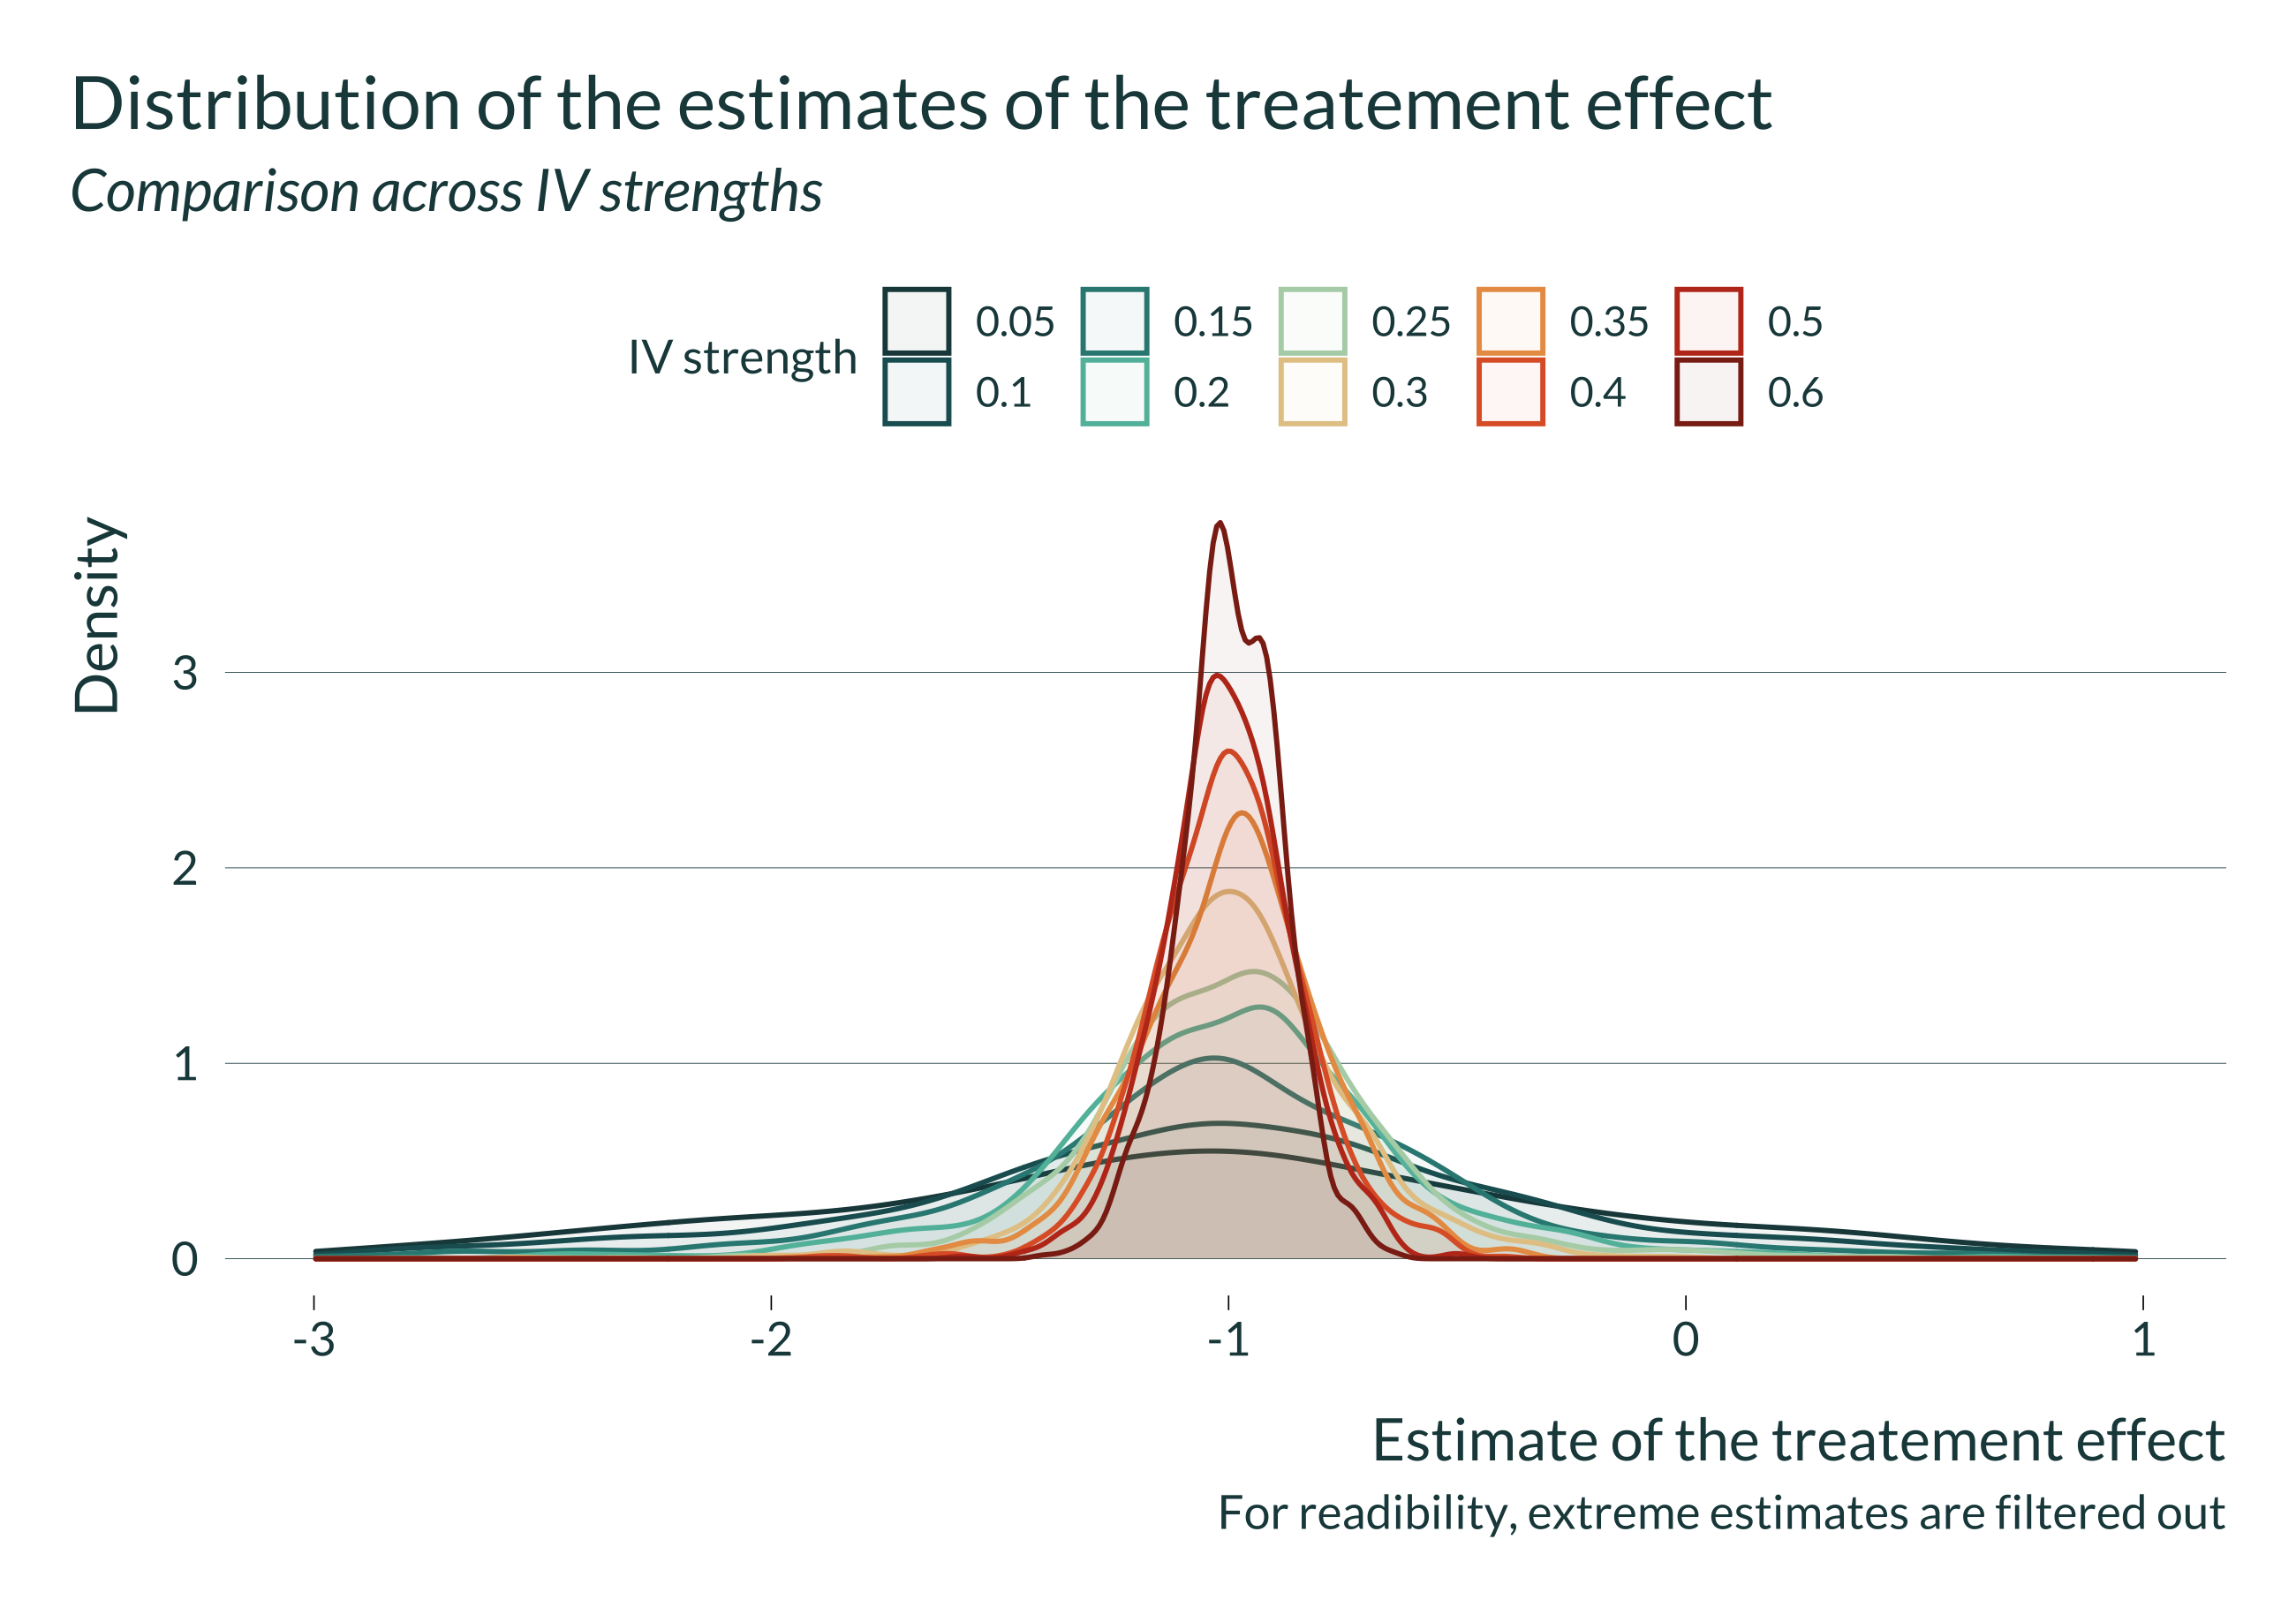 Distribution of the estimates of the treatement effect
Comparison across IV strengths
IV strength
0.05 0.15 0.25 0.35 0.5
0.1 0.2 0.3 0.4 0.6
Density
3
2
1
0
-3 -2 -1 0 1
Estimate of the treatement effect
For readibility, extreme estimates are filtered out